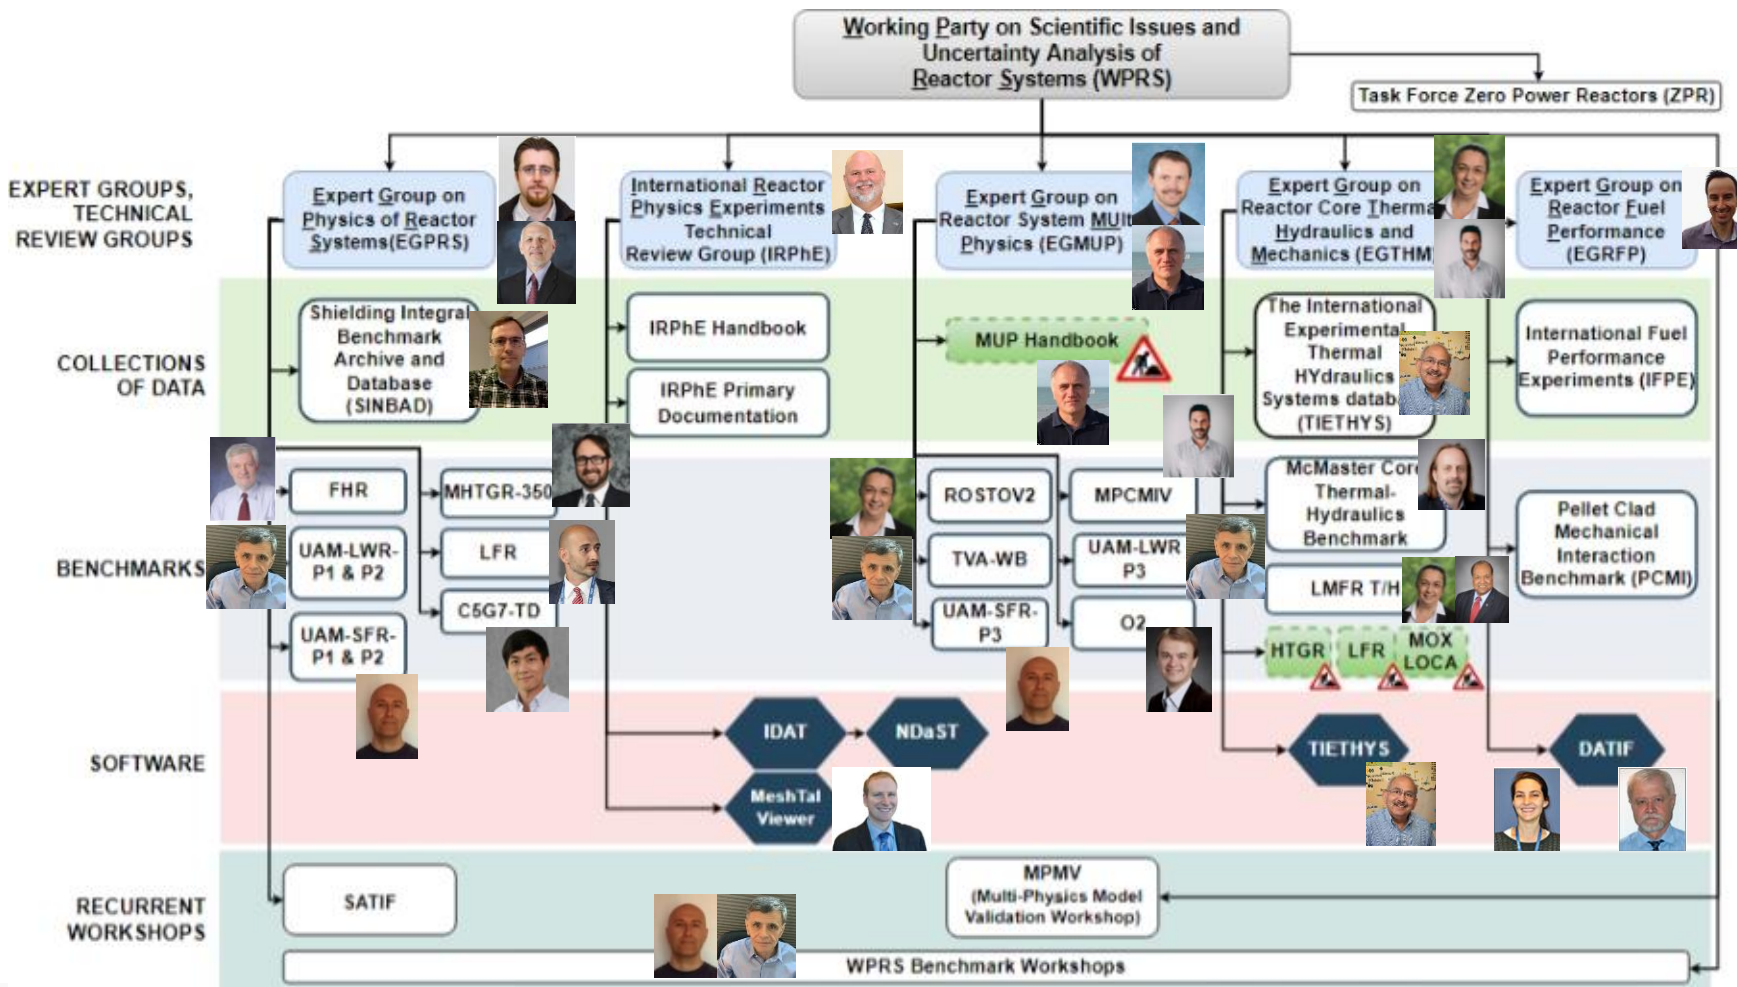 Working Party on Scientific Issues and
Uncertainty Analysis of
Reactor Systems (WPRS)
Task Force Zero Power Reactors (ZPR)
EXPERT GROUPS,
TECHNICAL
REVIEW GROUPS
Expert Group on
Physics of Reactor
Systems(EGPRS)
International Reactor
Physics Experiments
Technical
Review Group (IRPhE)
Expert Group on
Reactor System MUlt
Physics (EGMUP)
Expert Group on
Reactor Core Therma
Hydraulics and
Mechanics (EGTHM
Expert Group on
Reactor Fuel
Performance
(EGRFP)
COLLECTIONS
OF DATA
Shielding Integral
Benchmark
Archive and
Database
(SINBAD)
IRPhE Handbook
IRPhE Primary
Documentation
MUP Handbook
The International
Experimental
Thermal
HYdraulics
Systems datab
(TIETHYS)
International Fuel
Performance
Experiments (IFPE)
BENCHMARKS
FHR
UAM-LWR-
P1 & P2
UAM-SFR-
P1 & P2
MHTGR-350
LFR
C5G7-TD
ROSTOV2
TVA-WB
UAM-SFR-
P3
MPCMIV
UAM-LWR
P3
O2
McMaster Core
Thermal-
Hydraulics
Benchmark
LMFR T/H
HTGR
LFR
MOX
LOCA
Pellet Clad
Mechanical
Interaction
Benchmark (PCMI)
SOFTWARE
IDAT
NDaST
MeshTal
Viewer
TIETHYS
DATIF
RECURRENT
WORKSHOPS
SATIF
MPMV
(Multi-Physics Model
Validation Workshop)
WPRS Benchmark Workshops